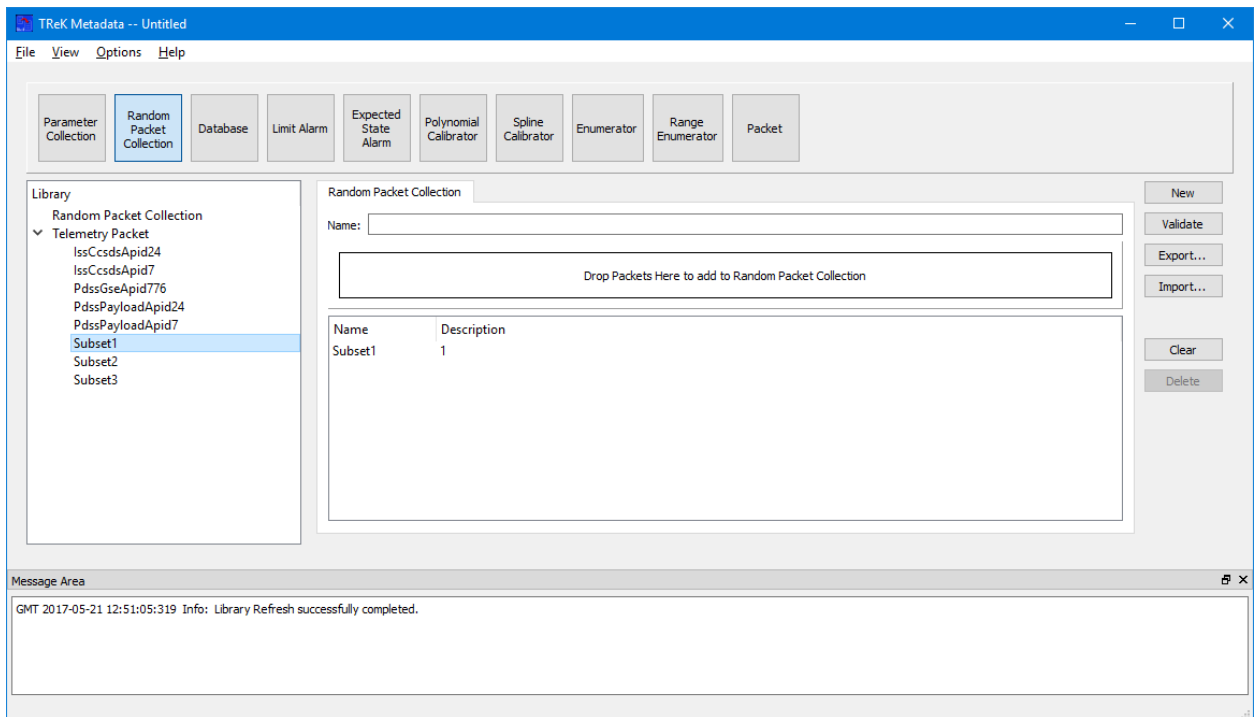 TReK Metadata -- Untitled
File View Options Help
Parameter Collection
Random Packet Collection
Database
Limit Alarm
Expected State Alarm
Polynomial Calibrator
Spline Calibrator
Enumerator
Range Enumerator
Packet
Library
Random Packet Collection
Telemetry Packet
IssCcsdsApid24
IssCcsdsApid7
PdssGseApid776
PdssPayloadApid24
PdssPayloadApid7
Subset1
Subset2
Subset3
Random Packet Collection
Name:
Drop Packets Here to add to Random Packet Collection
Name Description
Subset1 1
New
Validate
Export...
Import...
Clear
Delete
Message Area
GMT 2017-05-21 12:51:05:319 Info: Library Refresh successfully completed.